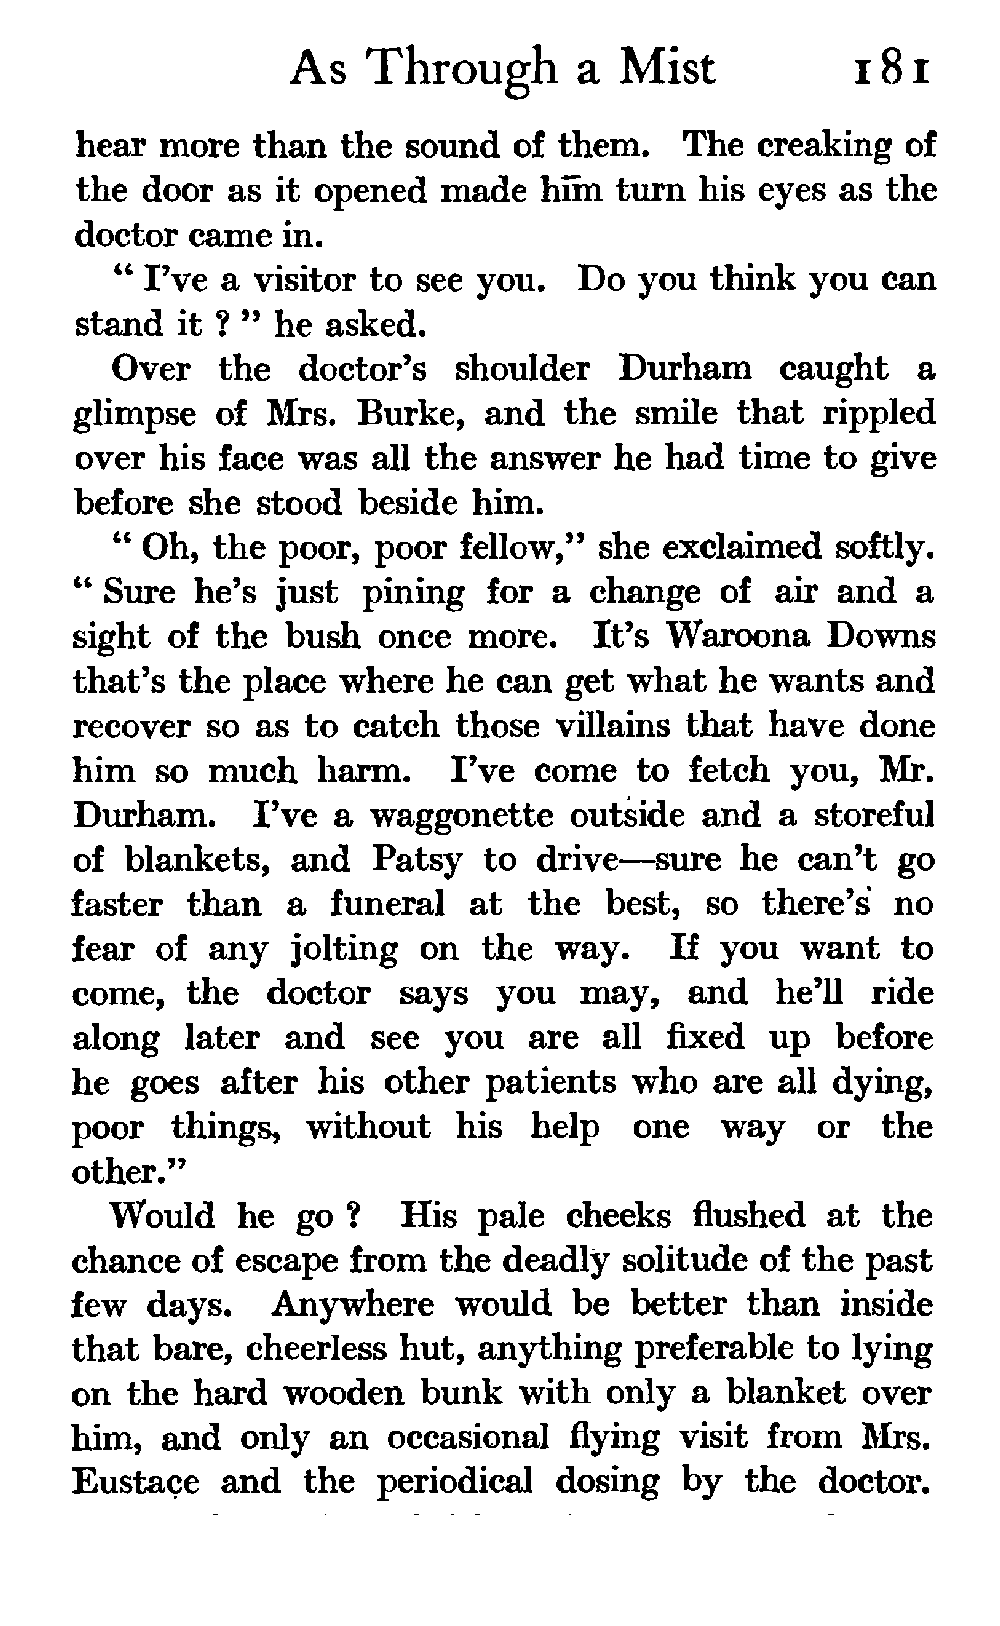 As Through a Mist 181
hear more than the sound of them. The creaking of
the door as it opened made him turn his eyes as the
doctor came in.
“ I’ve a visitor to see you. Do you think you can
stand it ? ” he asked.
Over the doctor’s shoulder Durham caught a
glimpse of Mrs. Burke, and the smile that rippled
over his face was all the answer he had time to give
before she stood beside him.
“ Oh, the poor, poor fellow,” she exclaimed softly.
“ Sure he’s just pining for a change of air and a
sight of the bush once more. It’s Waroona Downs
that’s the place where he can get what he wants and
recover so as to catch those villains that have done
him so much harm. I’ve come to fetch you, Mr.
Durham. I’ve a waggonette outside and a storeful
of blankets, and Patsy to drive—sure he can’t go
faster than a funeral at the best, so there’s no
fear of any jolting on the way. If you want to
come, the doctor says you may, and he’ll ride
along later and see you are all fixed up before
he goes after his other patients who are all dying,
poor things, without his help one way or the
other.”
Would he go ? His pale cheeks flushed at the
chance of escape from the deadly solitude of the past
few days. Anywhere would be better than inside
that bare, cheerless hut, anything preferable to lying
on the hard wooden bunk with only a blanket over
him, and only an occasional flying visit from Mrs.
Eustace and the periodical dosing by the doctor.